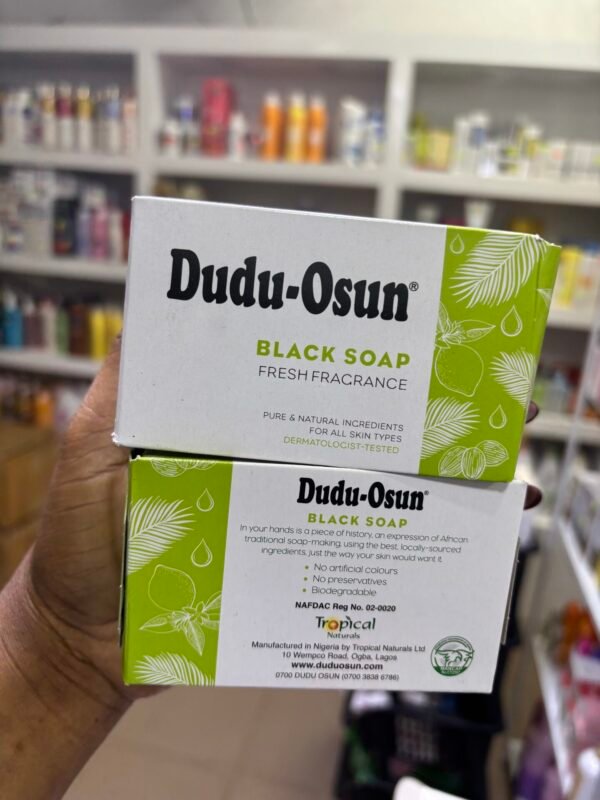 Dudu-Osun®
BLACK SOAP
FRESH FRAGRANCE
PURE & NATURAL INGREDIENTS
FOR ALL SKIN TYPES
DERMATOLOGIST-TESTED
Dudu-Osun®
BLACK SOAP
In your hands is a piece of history, an expression of African
traditional soap-making, using the best, locally-sourced
ingredients, just the way your skin would want it.
• No artificial colours
• No preservatives
• Biodegradable
NAFDAC Reg No. 02-0020
Tropical
Naturals
Manufactured in Nigeria by Tropical Naturals Ltd
10 Wempco Road, Ogba, Lagos
www.duduosun.com
0700 DUDU OSUN (0700 3838 6786)